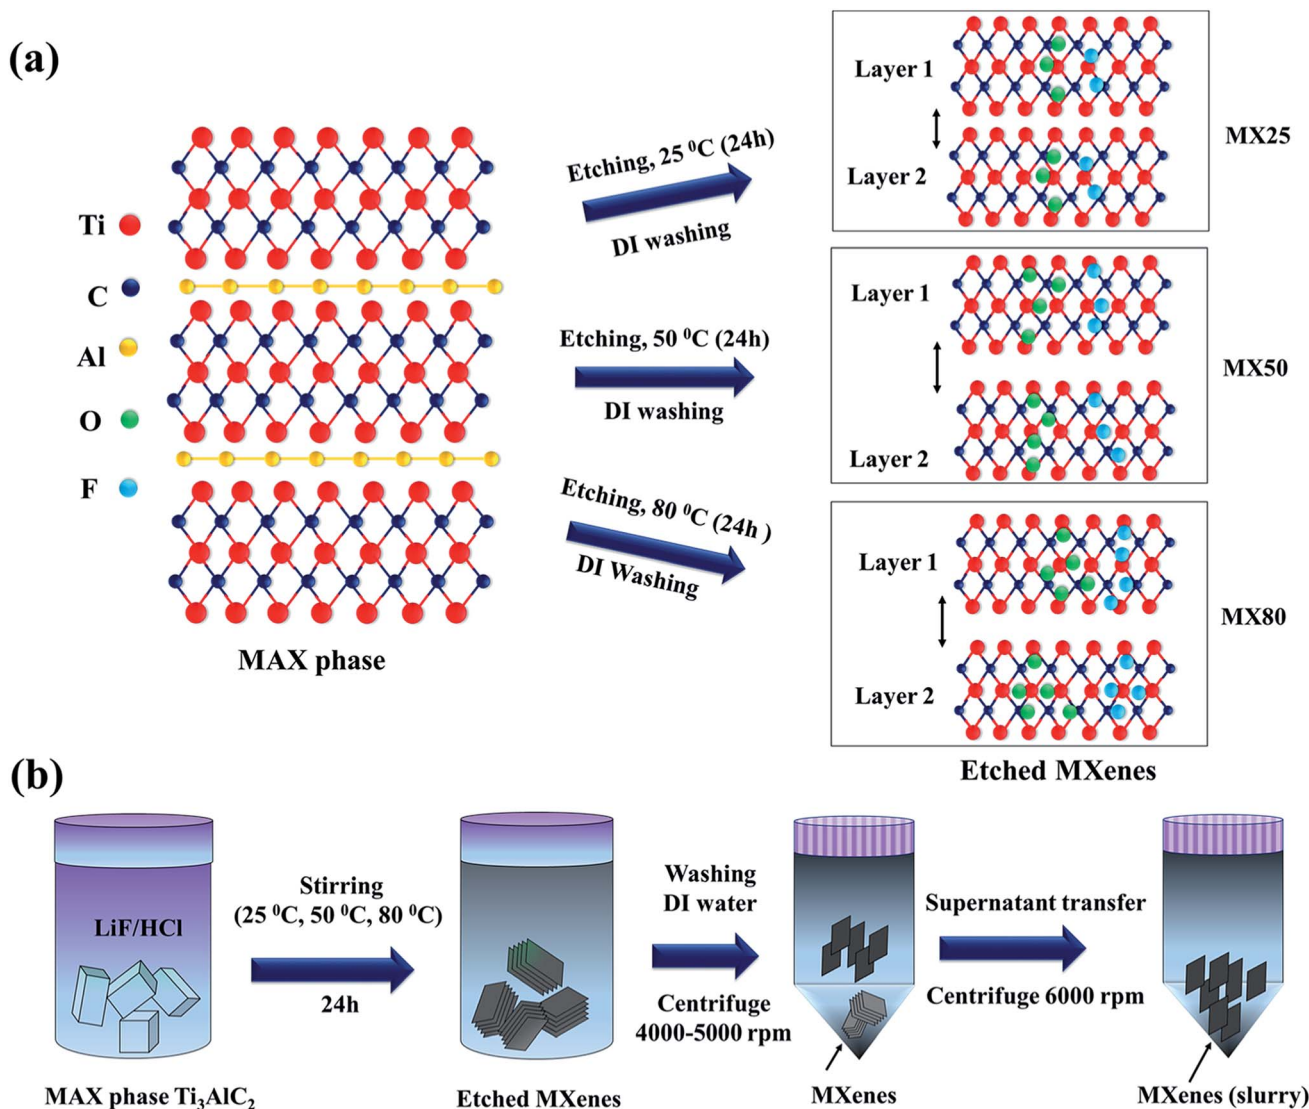 (a)
Ti
C
Al
O
F
MAX phase
Etching, 25 ⁰C (24h)
DI washing
Etching, 50 ⁰C (24h)
DI washing
Etching, 80 ⁰C (24h )
DI Washing
Layer 1
Layer 2
MX25
Layer 1
Layer 2
MX50
Layer 1
Layer 2
MX80
Etched MXenes
(b)
LiF/HCl
MAX phase Ti₃AlC₂
Stirring
(25 ⁰C, 50 ⁰C, 80 ⁰C)
24h
Etched MXenes
Washing
DI water
Centrifuge
4000-5000 rpm
MXenes
Supernatant transfer
Centrifuge 6000 rpm
MXenes (slurry)